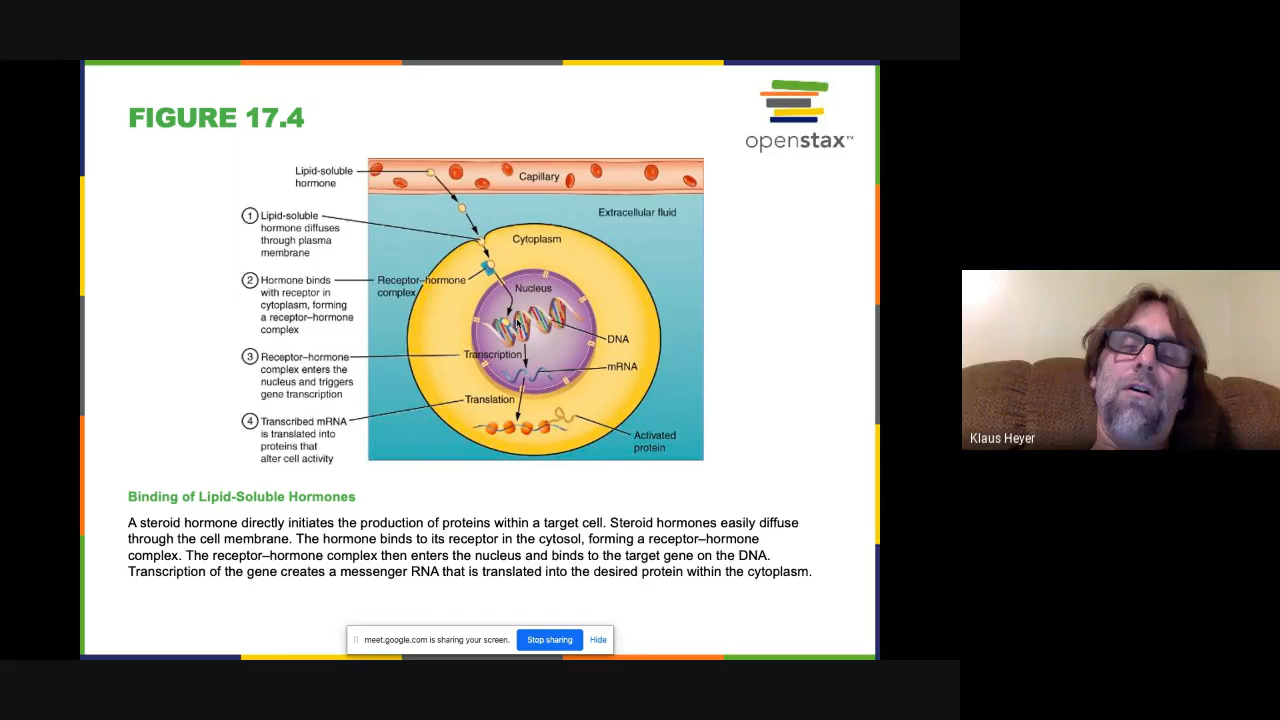 FIGURE 17.4
openstax™
Lipid-soluble
hormone
Capillary
1 Lipid-soluble
hormone diffuses
through plasma
membrane
Extracellular fluid
Cytoplasm
2 Hormone binds
with receptor in
cytoplasm, forming
a receptor–hormone
complex
Receptor–hormone
complex
Nucleus
DNA
3 Receptor–hormone
complex enters the
nucleus and triggers
gene transcription
Transcription
mRNA
Translation
4 Transcribed mRNA
is translated into
proteins that
alter cell activity
Activated
protein
Klaus Heyer
Binding of Lipid-Soluble Hormones
A steroid hormone directly initiates the production of proteins within a target cell. Steroid hormones easily diffuse
through the cell membrane. The hormone binds to its receptor in the cytosol, forming a receptor–hormone
complex. The receptor–hormone complex then enters the nucleus and binds to the target gene on the DNA.
Transcription of the gene creates a messenger RNA that is translated into the desired protein within the cytoplasm.
meet.google.com is sharing your screen. Stop sharing Hide